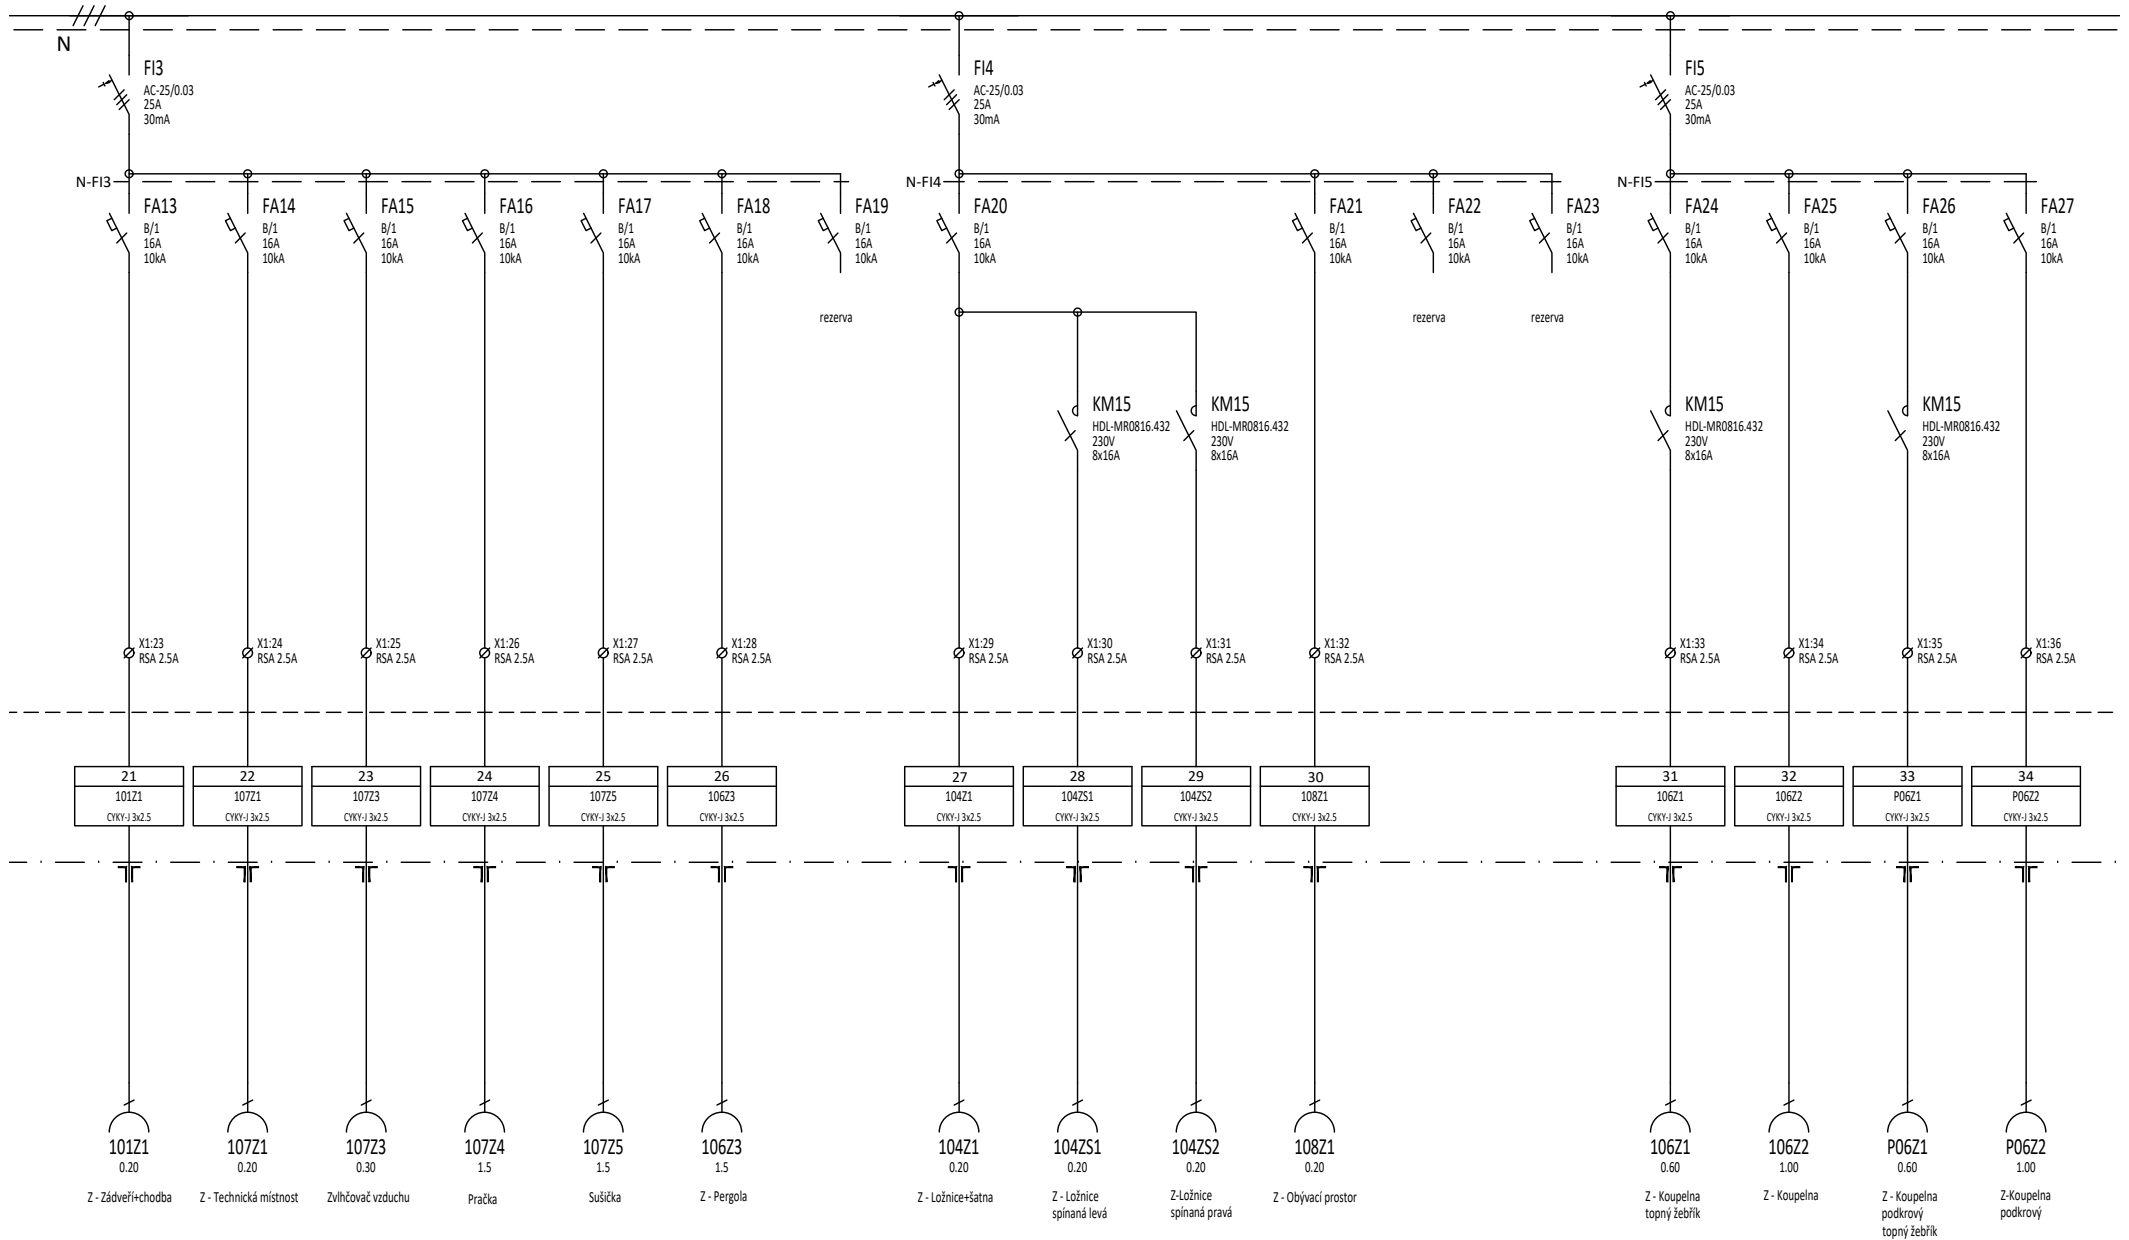 N
FI3
AC-25/0.03
25A
30mA
FI4
AC-25/0.03
25A
30mA
FI5
AC-25/0.03
25A
30mA
N-FI3
N-FI4
N-FI5
FA13
B/1
16A
10kA
FA14
B/1
16A
10kA
FA15
B/1
16A
10kA
FA16
B/1
16A
10kA
FA17
B/1
16A
10kA
FA18
B/1
16A
10kA
FA19
B/1
16A
10kA
rezerva
FA20
B/1
16A
10kA
FA21
B/1
16A
10kA
FA22
B/1
16A
10kA
rezerva
FA23
B/1
16A
10kA
rezerva
FA24
B/1
16A
10kA
FA25
B/1
16A
10kA
FA26
B/1
16A
10kA
FA27
B/1
16A
10kA
KM15
HDL-MR0816.432
230V
8x16A
KM15
HDL-MR0816.432
230V
8x16A
KM15
HDL-MR0816.432
230V
8x16A
KM15
HDL-MR0816.432
230V
8x16A
X1:23
RSA 2.5A
X1:24
RSA 2.5A
X1:25
RSA 2.5A
X1:26
RSA 2.5A
X1:27
RSA 2.5A
X1:28
RSA 2.5A
X1:29
RSA 2.5A
X1:30
RSA 2.5A
X1:31
RSA 2.5A
X1:32
RSA 2.5A
X1:33
RSA 2.5A
X1:34
RSA 2.5A
X1:35
RSA 2.5A
X1:36
RSA 2.5A
21
101Z1
CYKY-J 3x2.5
22
107Z1
CYKY-J 3x2.5
23
107Z3
CYKY-J 3x2.5
24
107Z4
CYKY-J 3x2.5
25
107Z5
CYKY-J 3x2.5
26
106Z3
CYKY-J 3x2.5
27
104Z1
CYKY-J 3x2.5
28
104ZS1
CYKY-J 3x2.5
29
104ZS2
CYKY-J 3x2.5
30
108Z1
CYKY-J 3x2.5
31
106Z1
CYKY-J 3x2.5
32
106Z2
CYKY-J 3x2.5
33
P06Z1
CYKY-J 3x2.5
34
P06Z2
CYKY-J 3x2.5
101Z1
0.20
Z - Zádveří+chodba
107Z1
0.20
Z - Technická místnost
107Z3
0.30
Zvlhčovač vzduchu
107Z4
1.5
Pračka
107Z5
1.5
Sušička
106Z3
1.5
Z - Pergola
104Z1
0.20
Z - Ložnice+šatna
104ZS1
0.20
Z - Ložnice
spínaná levá
104ZS2
0.20
Z-Ložnice
spínaná pravá
108Z1
0.20
Z - Obývací prostor
106Z1
0.60
Z - Koupelna
topný žebřík
106Z2
1.00
Z - Koupelna
P06Z1
0.60
Z - Koupelna
podkrový
topný žebřík
P06Z2
1.00
Z-Koupelna
podkrový